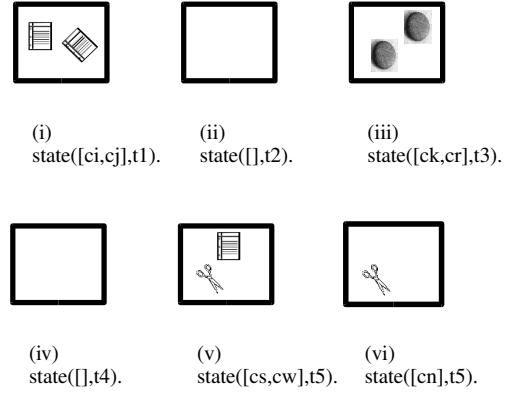 (i) (ii) (iii)
state([ci,cj],t1). state([],t2). state([ck,cr],t3).
(iv) (v) (vi)
state([],t4). state([cs,cw],t5). state([cn],t5).